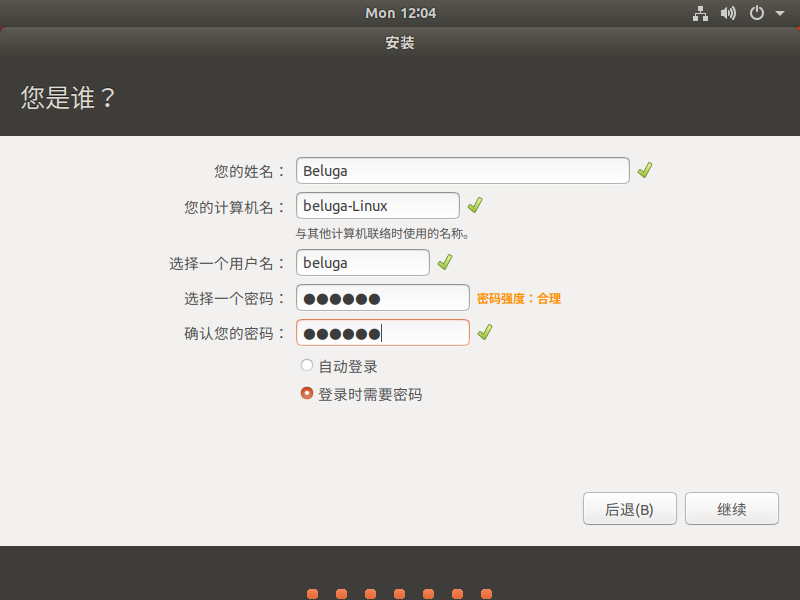 Mon 12:04
安装
您是谁？
您的姓名： Beluga
您的计算机名： beluga-Linux
与其他计算机联络时使用的名称。
选择一个用户名： beluga
选择一个密码： ●●●●●● 密码强度：合理
确认您的密码： ●●●●●●
自动登录
登录时需要密码
后退(B) 继续